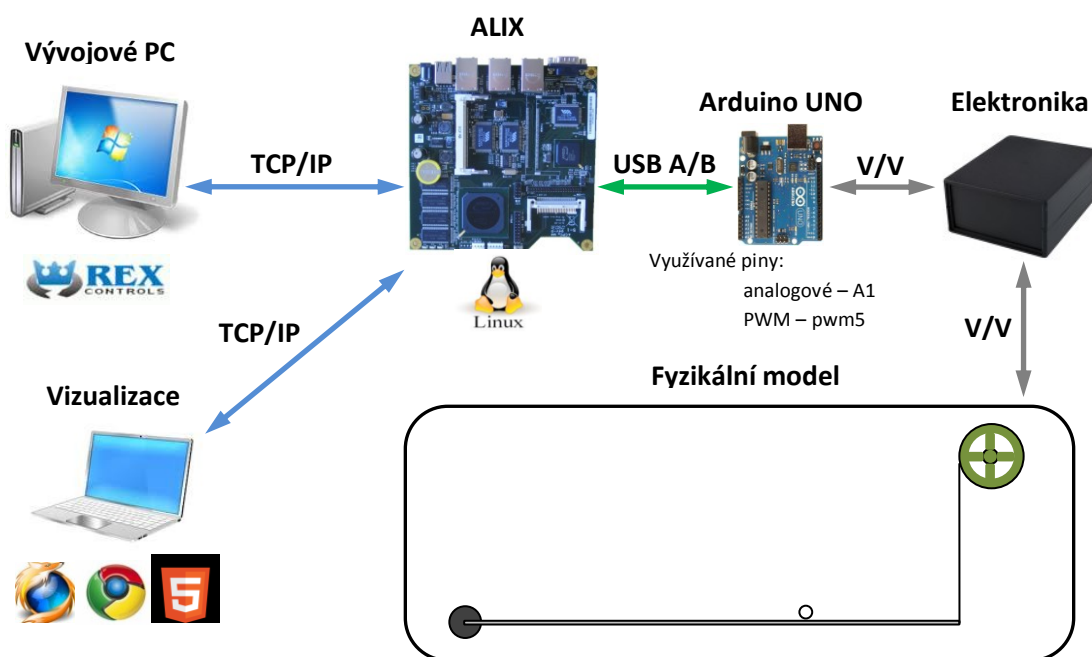 ALIX
Vývojové PC
Arduino UNO
Elektronika
TCP/IP
USB A/B
V/V
REX
CONTROLS
Linux
Využívané piny:
analogové – A1
PWM – pwm5
V/V
TCP/IP
Fyzikální model
Vizualizace
5